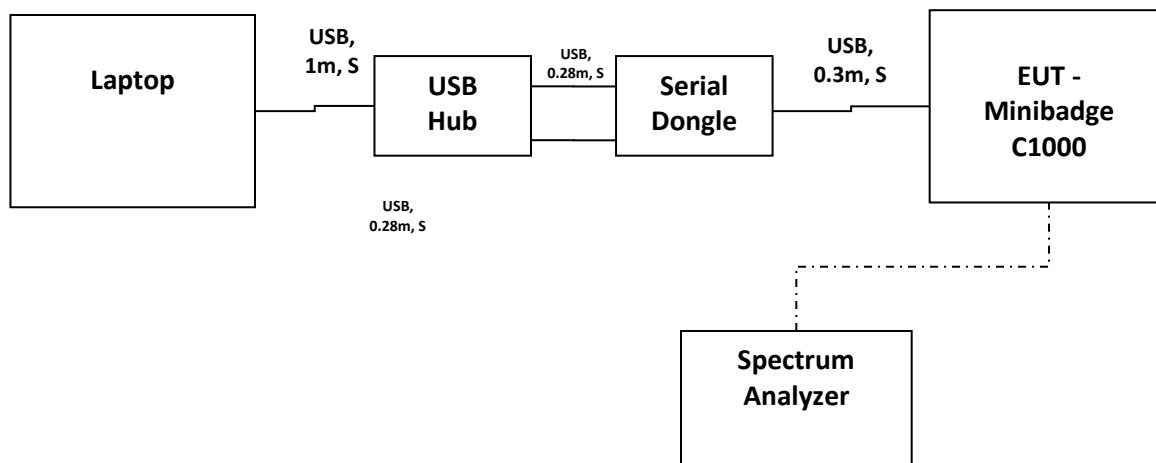 Laptop
USB,
1m, S
USB
Hub
USB,
0.28m, S
Serial
Dongle
USB,
0.3m, S
EUT -
Minibadge
C1000
USB,
0.28m, S
Spectrum
Analyzer